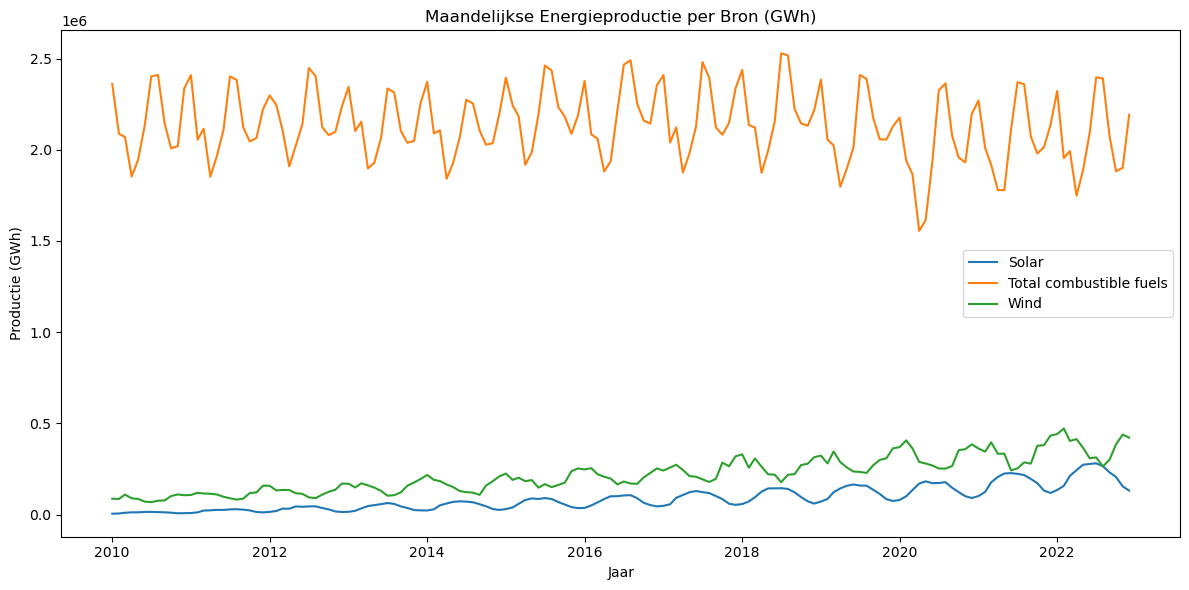 Maandelijkse Energieproductie per Bron (GWh)
1e6
2.5
2.0
1.5
1.0
0.5
0.0
Productie (GWh)
Solar
Total combustible fuels
Wind
2010 2012 2014 2016 2018 2020 2022
Jaar